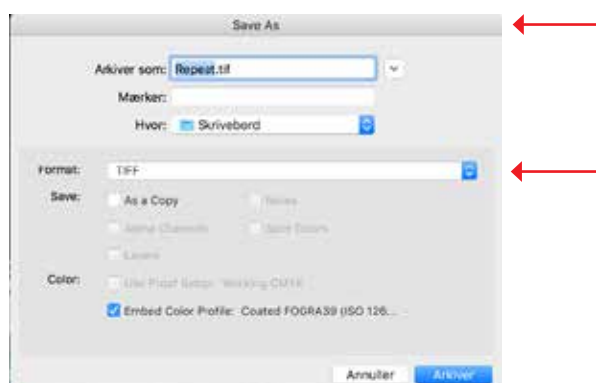 Save As
Arkiver som: Repeat.tif
Mærker:
Hvor: Skrivebord
Format: TIFF
Save: As a Copy Notes
Alpha Channels Spot Colors
Layers
Color: Use Proof Setup: Working CMYK
Embed Color Profile: Coated FOGRA39 (ISO 126...
Annuller Arkiver